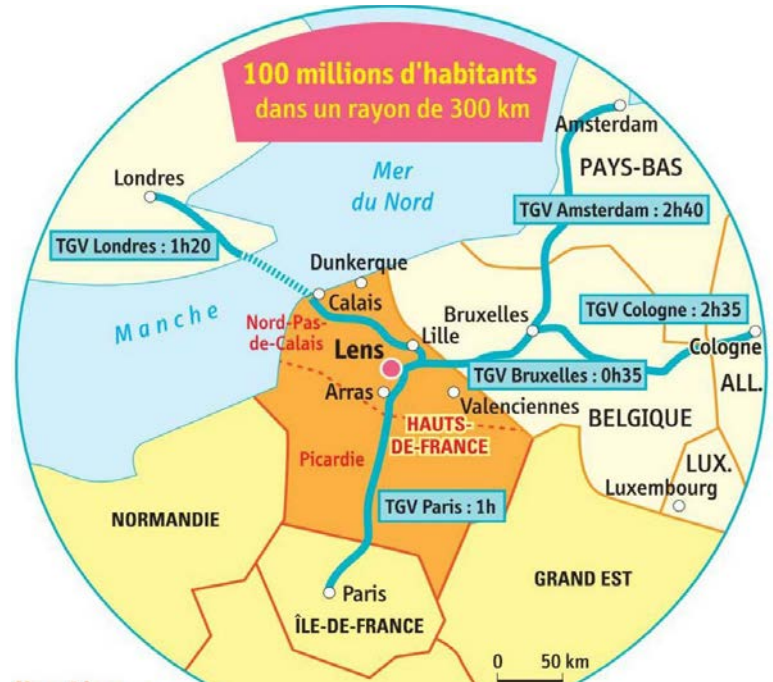 100 millions d'habitants
dans un rayon de 300 km
Amsterdam
PAYS-BAS
Mer
du Nord
Londres
TGV Amsterdam : 2h40
TGV Londres : 1h20
Dunkerque
Calais
Manche
Nord-Pas-
de-Calais
Bruxelles
TGV Cologne : 2h35
Lille
Cologne
Lens
TGV Bruxelles : 0h35
ALL.
Arras
Valenciennes
BELGIQUE
HAUTS-
DE-FRANCE
Picardie
LUX.
Luxembourg
NORMANDIE
TGV Paris : 1h
GRAND EST
Paris
ÎLE-DE-FRANCE
0 50 km